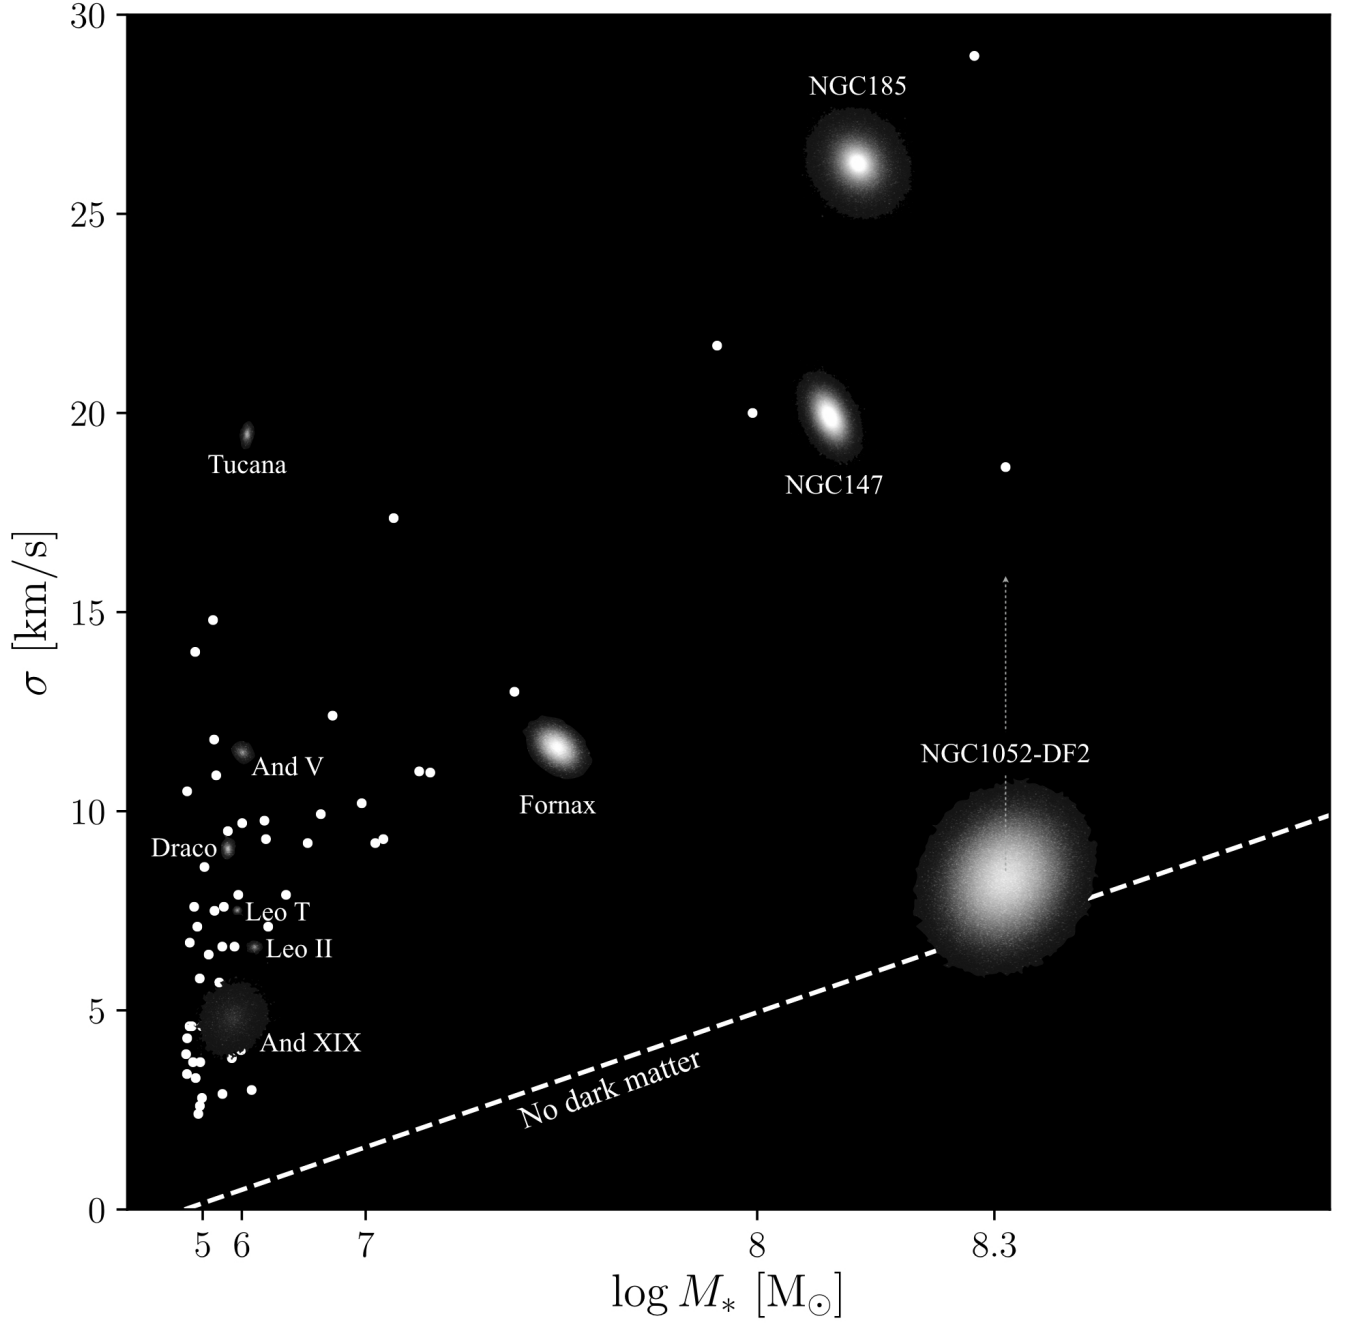 30
NGC185
25
20
Tucana
NGC147
σ [km/s]
15
And V
NGC1052-DF2
Fornax
10
Draco
Leo T
Leo II
5
And XIX
No dark matter
0
5 6 7 8 8.3
log M* [M⊙]